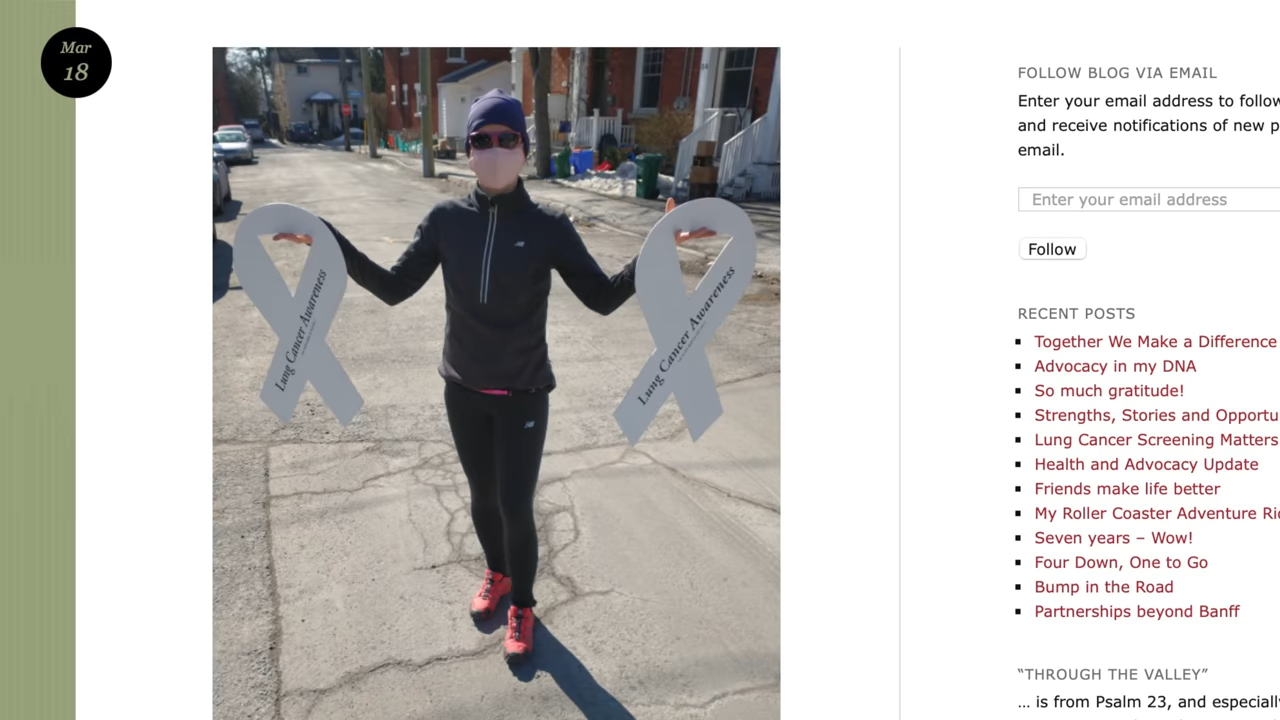 Mar
18
Lung Cancer Awareness
Lung Cancer Awareness
FOLLOW BLOG VIA EMAIL
Enter your email address to follow
and receive notifications of new
email.
Enter your email address
Follow
RECENT POSTS
Together We Make a Difference
Advocacy in my DNA
So much gratitude!
Strengths, Stories and
Lung Cancer Screening Matters
Health and Advocacy Update
Friends make life better
My Roller Coaster Adventure
Seven years – Wow!
Four Down, One to Go
Bump in the Road
Partnerships beyond Banff
“THROUGH THE VALLEY”
... is from Psalm 23, and especially